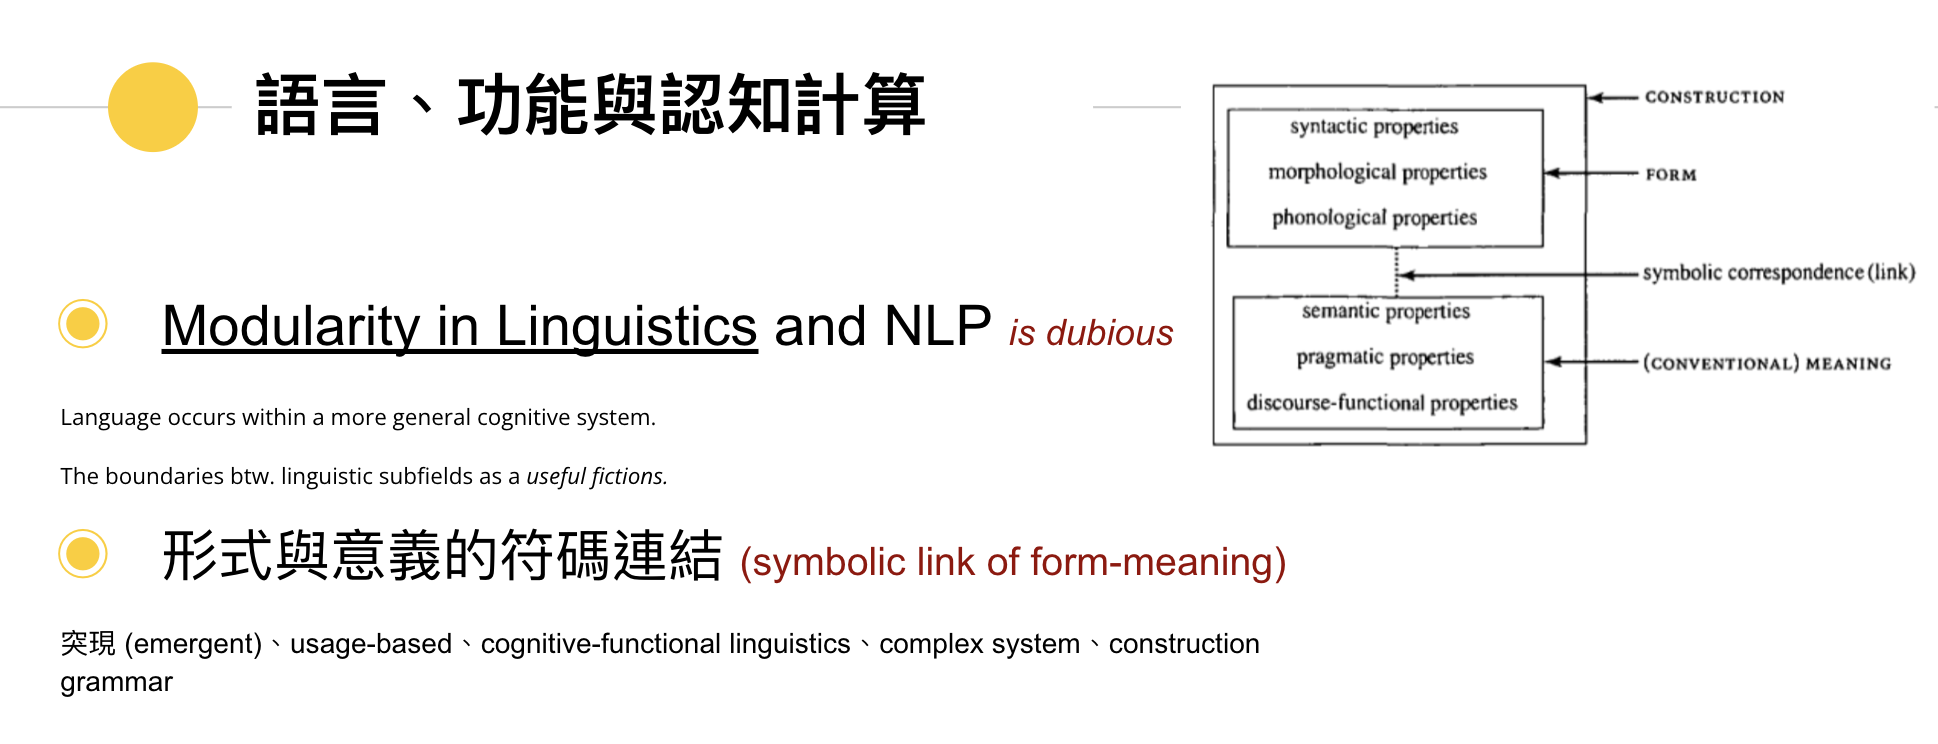 語言、功能與認知計算
Modularity in Linguistics and NLP is dubious
Language occurs within a more general cognitive system.
The boundaries btw. linguistic subfields as a useful fictions.
形式與意義的符碼連結 (symbolic link of form-meaning)
突現 (emergent)、usage-based、cognitive-functional linguistics、complex system、construction
grammar
CONSTRUCTION
syntactic properties
morphological properties
FORM
phonological properties
symbolic correspondence (link)
semantic properties
pragmatic properties
(CONVENTIONAL) MEANING
discourse-functional properties